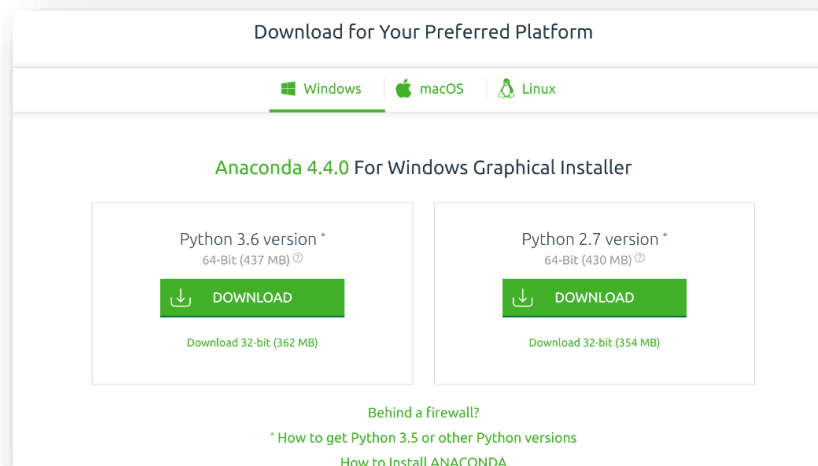 Download for Your Preferred Platform
Windows macOS Linux
Anaconda 4.4.0 For Windows Graphical Installer
Python 3.6 version *
64-Bit (437 MB) ?
DOWNLOAD
Download 32-bit (362 MB)
Python 2.7 version *
64-Bit (430 MB) ?
DOWNLOAD
Download 32-bit (354 MB)
Behind a firewall?
* How to get Python 3.5 or other Python versions
How to Install ANACONDA